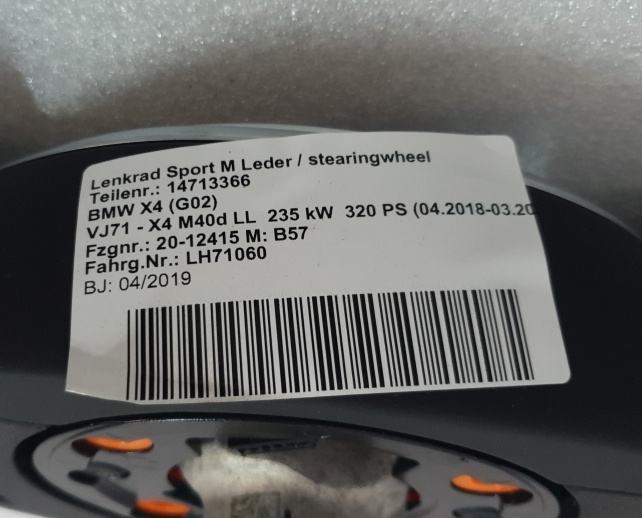 Lenkrad Sport M Leder / stearingwheel
Teilenr.: 14713366
BMW X4 (G02)
VJ71 - X4 M40d LL 235 kW 320 PS (04.2018-03.20
Fzgnr.: 20-12415 M: B57
Fahrg.Nr.: LH71060
BJ: 04/2019